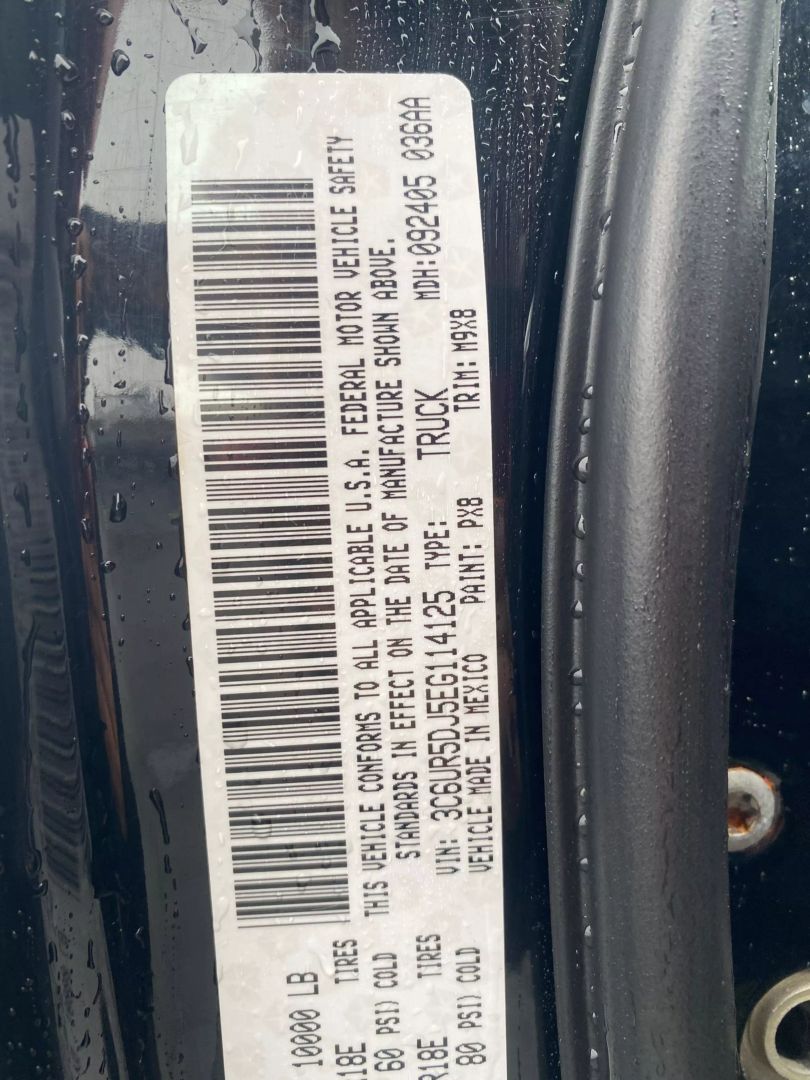 MDH:092405 036AA
10000 LB
THIS VEHICLE CONFORMS TO ALL APPLICABLE U.S.A. FEDERAL MOTOR VEHICLE SAFETY
STANDARDS IN EFFECT ON THE DATE OF MANUFACTURE SHOWN ABOVE.
R18E TIRES
60 PSI) COLD
VIN: 3C6UR5DJ5EG114125 TYPE: TRUCK
R18E TIRES
80 PSI) COLD
VEHICLE MADE IN MEXICO PAINT: PX8 TRIM: M9X8